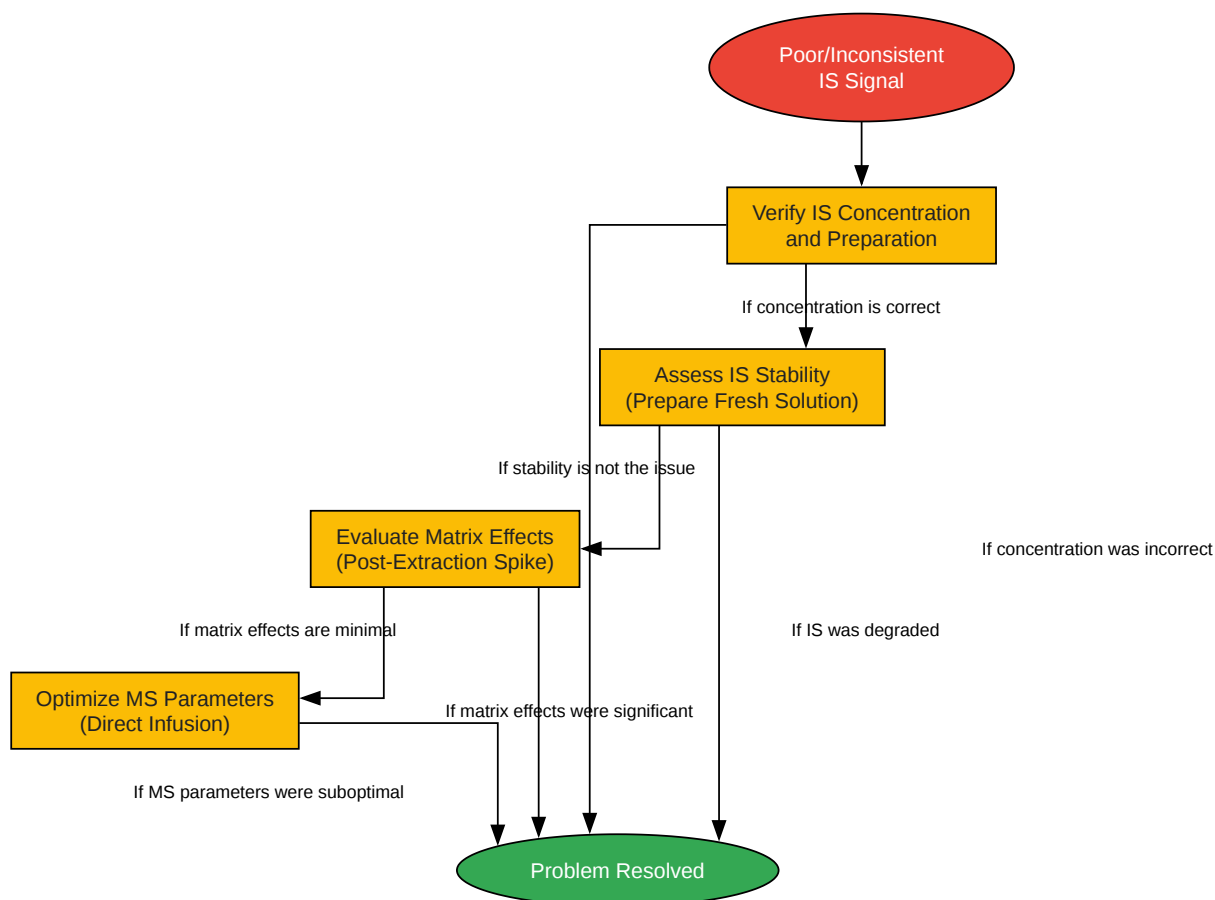 Poor/Inconsistent
IS Signal
Verify IS Concentration
and Preparation
If concentration is correct
Assess IS Stability
(Prepare Fresh Solution)
If stability is not the issue
Evaluate Matrix Effects
(Post-Extraction Spike)
If concentration was incorrect
If matrix effects are minimal
If IS was degraded
Optimize MS Parameters
(Direct Infusion)
If matrix effects were significant
If MS parameters were suboptimal
Problem Resolved